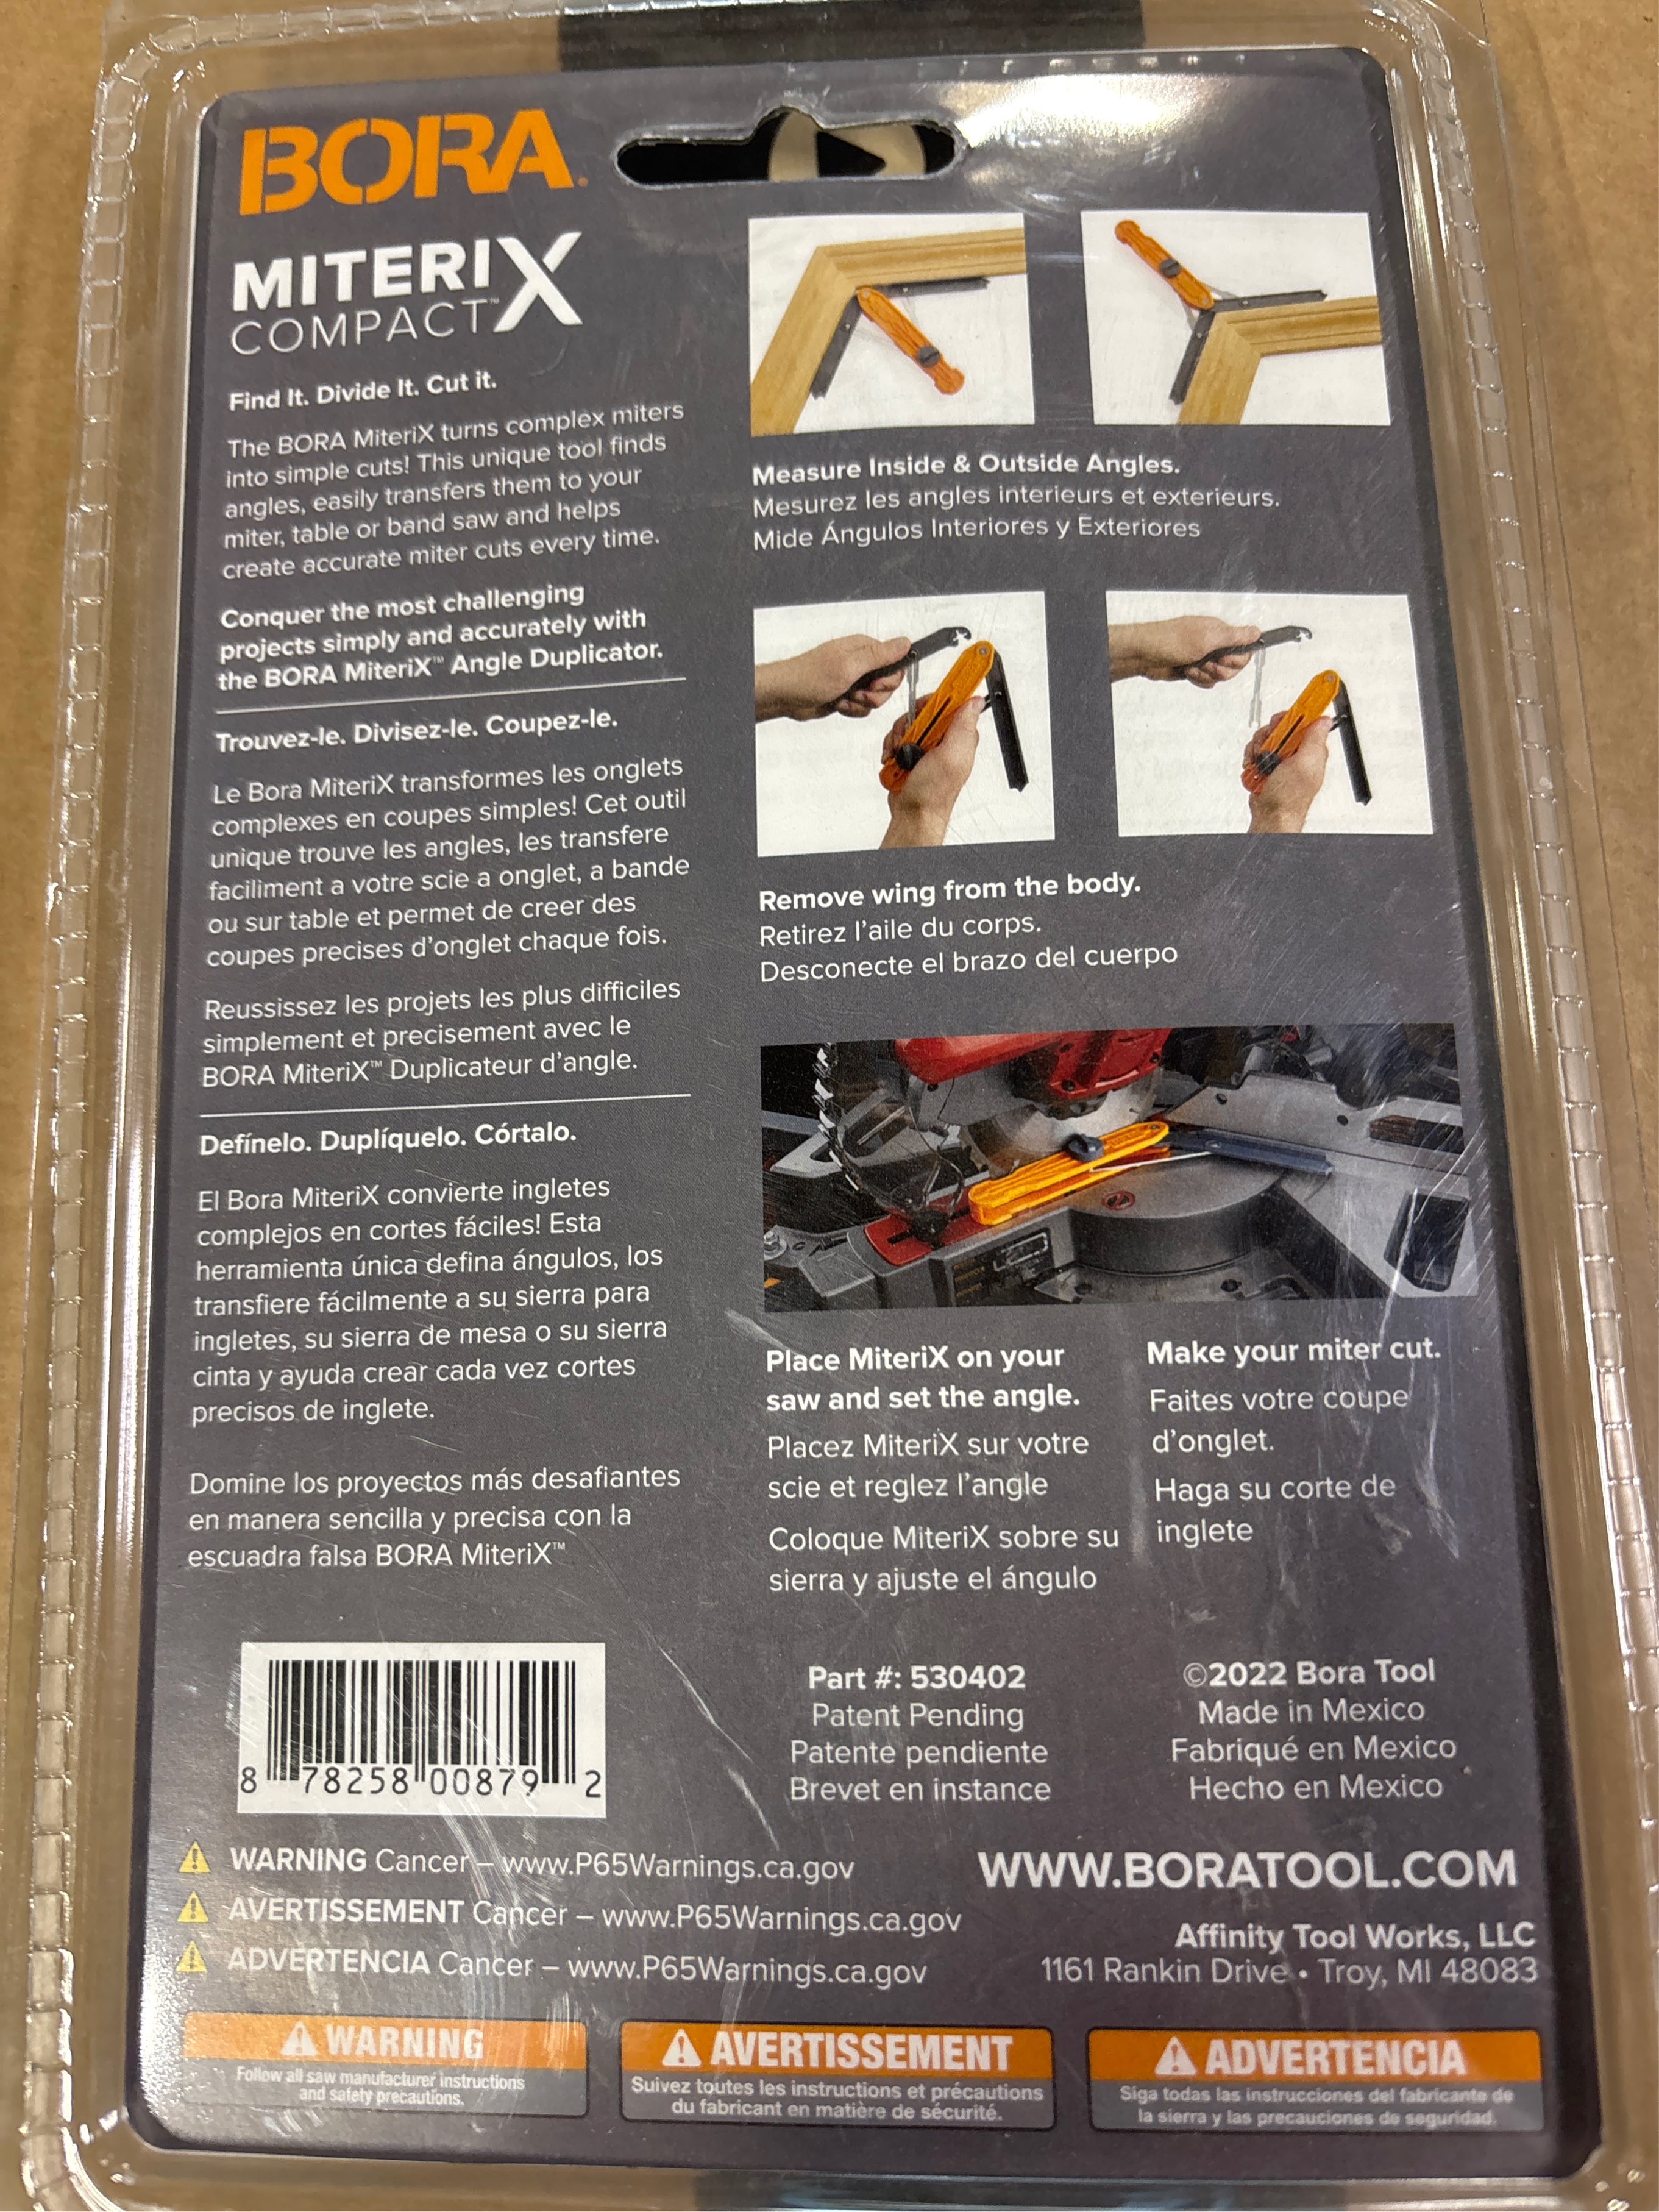 BORA
MITERIX
COMPACT™
Find It. Divide It. Cut it.
The BORA MiteriX turns complex miters
into simple cuts! This unique tool finds
angles, easily transfers them to your
miter, table or band saw and helps
create accurate miter cuts every time.
Conquer the most challenging
projects simply and accurately with
the BORA MiteriX™ Angle Duplicator.
Trouvez-le. Divisez-le. Coupez-le.
Le Bora MiteriX transformes les onglets
complexes en coupes simples! Cet outil
unique trouve les angles, les transfere
faciliment a votre scie a onglet, a bande
ou sur table et permet de creer des
coupes precises d'onglet chaque fois.
Reussissez les projets les plus difficiles
simplement et precisement avec le
BORA MiteriX™ Duplicateur d'angle.
Defínelo. Duplíquelo. Córtalo.
El Bora MiteriX convierte ingletes
complejos en cortes fáciles! Esta
herramienta única defina ángulos, los
transfiere fácilmente a su sierra para
ingletes, su sierra de mesa o su sierra
cinta y ayuda crear cada vez cortes
precisos de inglete.
Domine los proyectos más desafiantes
en manera sencilla y precisa con la
escuadra falsa BORA MiteriX™
Measure Inside & Outside Angles.
Mesurez les angles interieurs et exterieurs.
Mide Ángulos Interiores y Exteriores
Remove wing from the body.
Retirez l'aile du corps.
Desconecte el brazo del cuerpo
Place MiteriX on your
saw and set the angle.
Placez MiteriX sur votre
scie et reglez l'angle
Coloque MiteriX sobre su
sierra y ajuste el ángulo
Make your miter cut.
Faites votre coupe
d'onglet.
Haga su corte de
inglete
8 78258 00879 2
Part #: 530402
Patent Pending
Patente pendiente
Brevet en instance
©2022 Bora Tool
Made in Mexico
Fabriqué en Mexico
Hecho en Mexico
WARNING Cancer – www.P65Warnings.ca.gov
AVERTISSEMENT Cancer – www.P65Warnings.ca.gov
ADVERTENCIA Cancer – www.P65Warnings.ca.gov
WWW.BORATOOL.COM
Affinity Tool Works, LLC
1161 Rankin Drive • Troy, MI 48083
WARNING
Follow all saw manufacturer instructions
and safety precautions.
AVERTISSEMENT
Suivez toutes les instructions et précautions
du fabricant en matière de sécurité.
ADVERTENCIA
Siga todas las instrucciones del fabricante de
la sierra y las precauciones de seguridad.